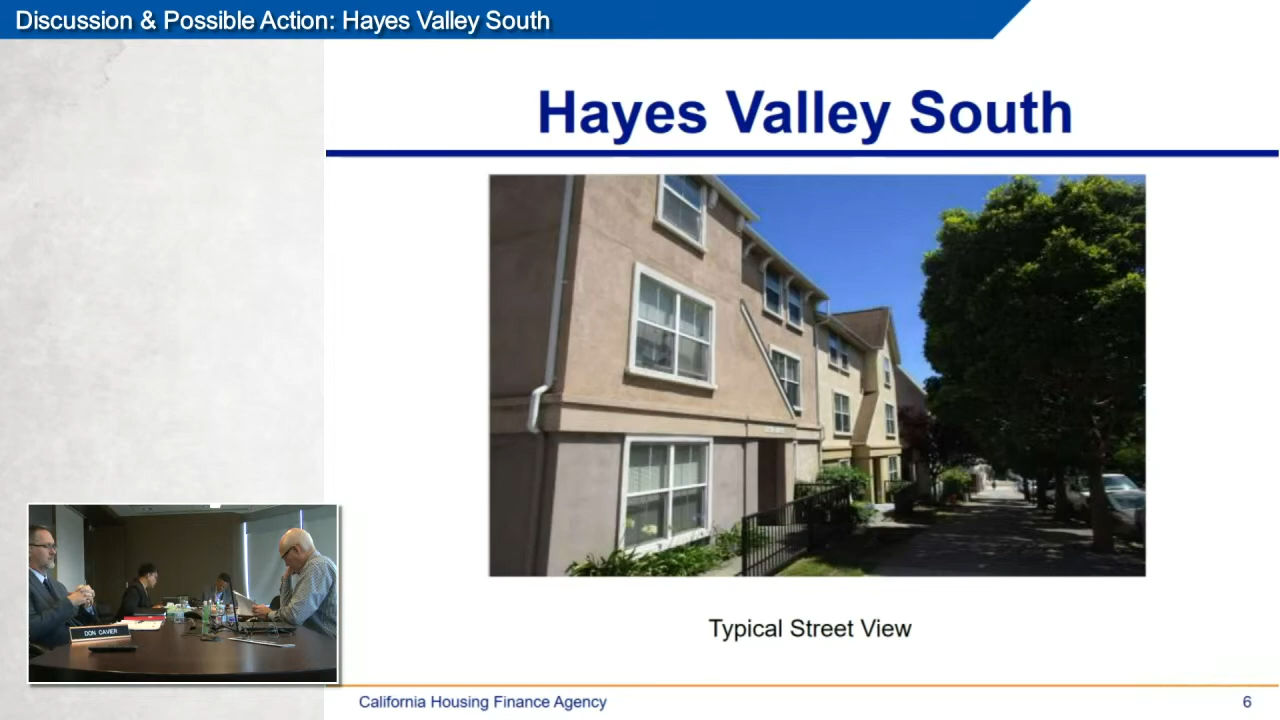 Discussion & Possible Action: Hayes Valley South
Hayes Valley South
Typical Street View
DON CAVIER
California Housing Finance Agency
6